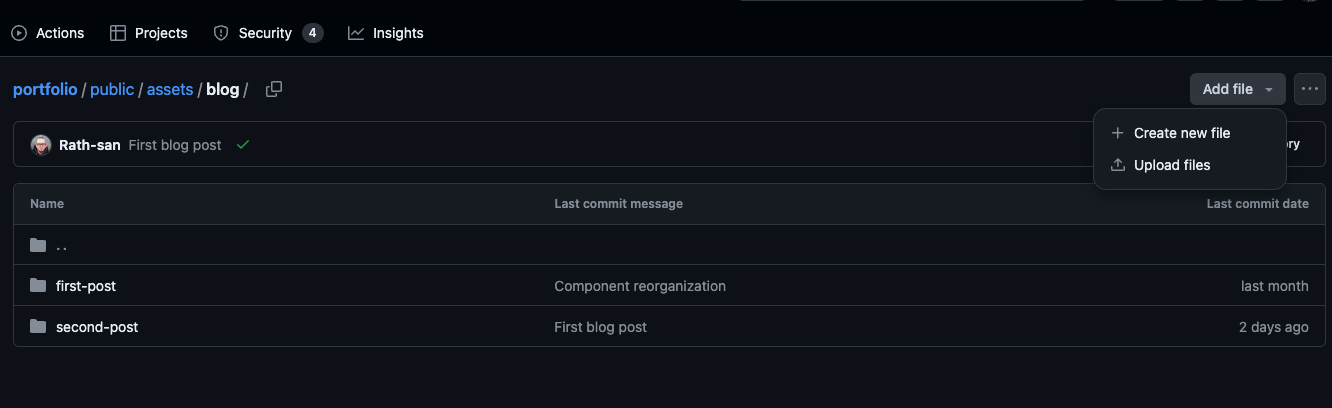 Actions Projects Security 4 Insights
portfolio / public / assets / blog /
Add file
Create new file
Upload files
Rath-san First blog post
Name Last commit message Last commit date
..
first-post Component reorganization last month
second-post First blog post 2 days ago